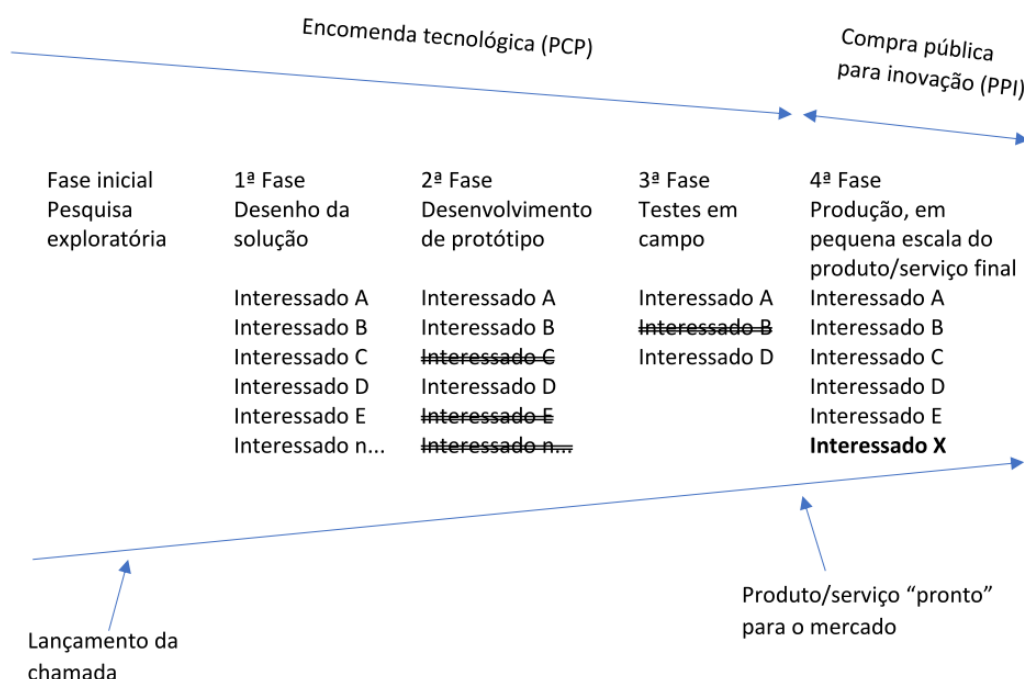 Encomenda tecnológica (PCP)
Compra pública
para inovação (PPI)
Fase inicial
Pesquisa
exploratória
1ª Fase
Desenho da
solução
Interessado A
Interessado B
Interessado C
Interessado D
Interessado E
Interessado n...
2ª Fase
Desenvolvimento
de protótipo
Interessado A
Interessado B
Interessado C
Interessado D
Interessado E
Interessado n...
3ª Fase
Testes em
campo
Interessado A
Interessado B
Interessado D
4ª Fase
Produção, em
pequena escala do
produto/serviço final
Interessado A
Interessado B
Interessado C
Interessado D
Interessado E
Interessado X
Lançamento da
chamada
Produto/serviço “pronto”
para o mercado